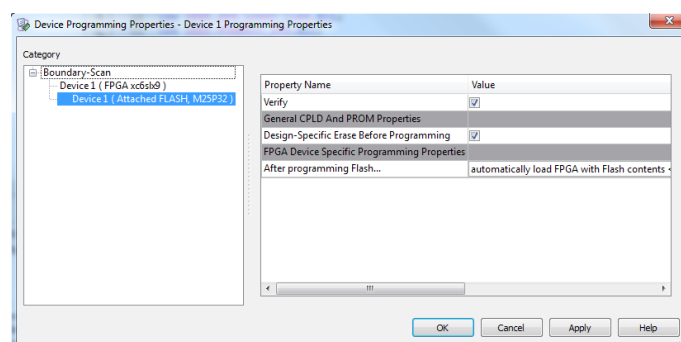 Device Programming Properties - Device 1 Programming Properties
Category
Boundary-Scan
Device 1 ( FPGA xc6slx9 )
Device 1 ( Attached FLASH, M25P32 )
Property Name Value
Verify
General CPLD And PROM Properties
Design-Specific Erase Before Programming
FPGA Device Specific Programming Properties
After programming Flash... automatically load FPGA with Flash contents <
OK Cancel Apply Help